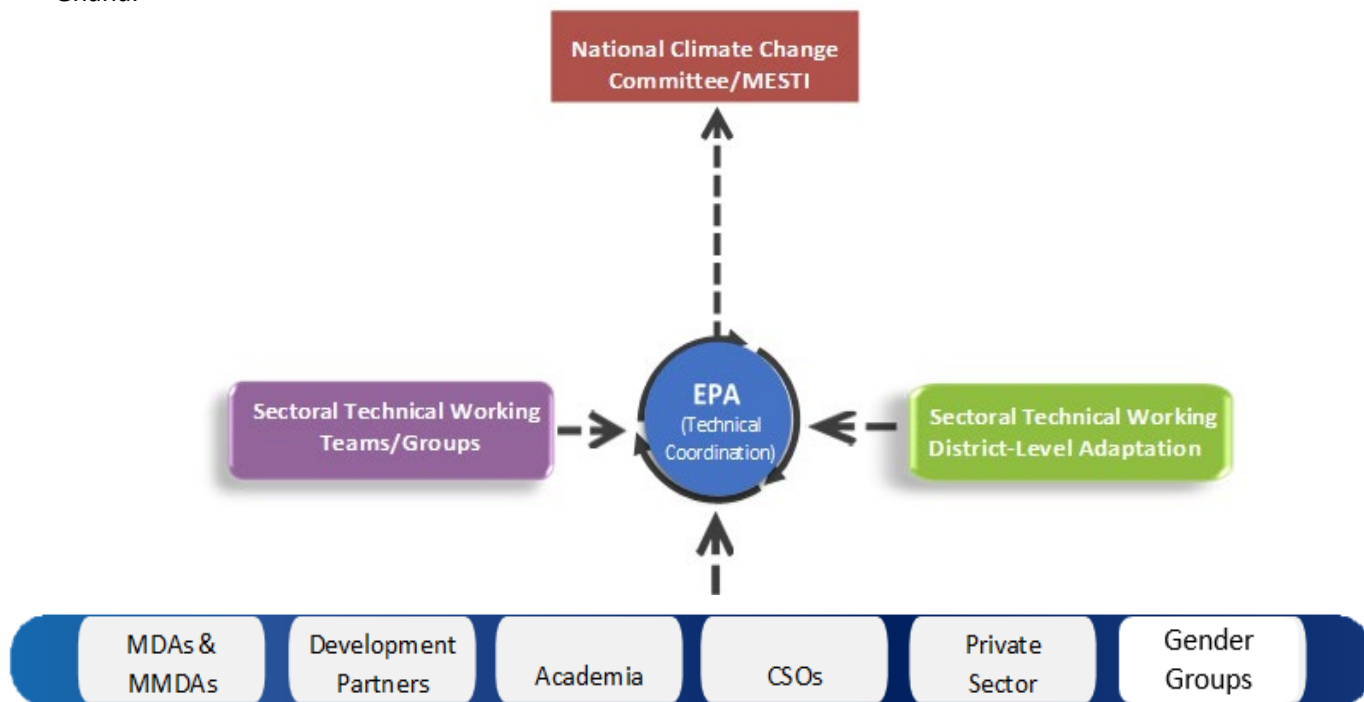 Ghana.
National Climate Change
Committee/MESTI
EPA
(Technical
Coordination)
Sectoral Technical Working
Teams/Groups
Sectoral Technical Working
District-Level Adaptation
MDAs &
MMDAs
Development
Partners
Academia
CSOs
Private
Sector
Gender
Groups